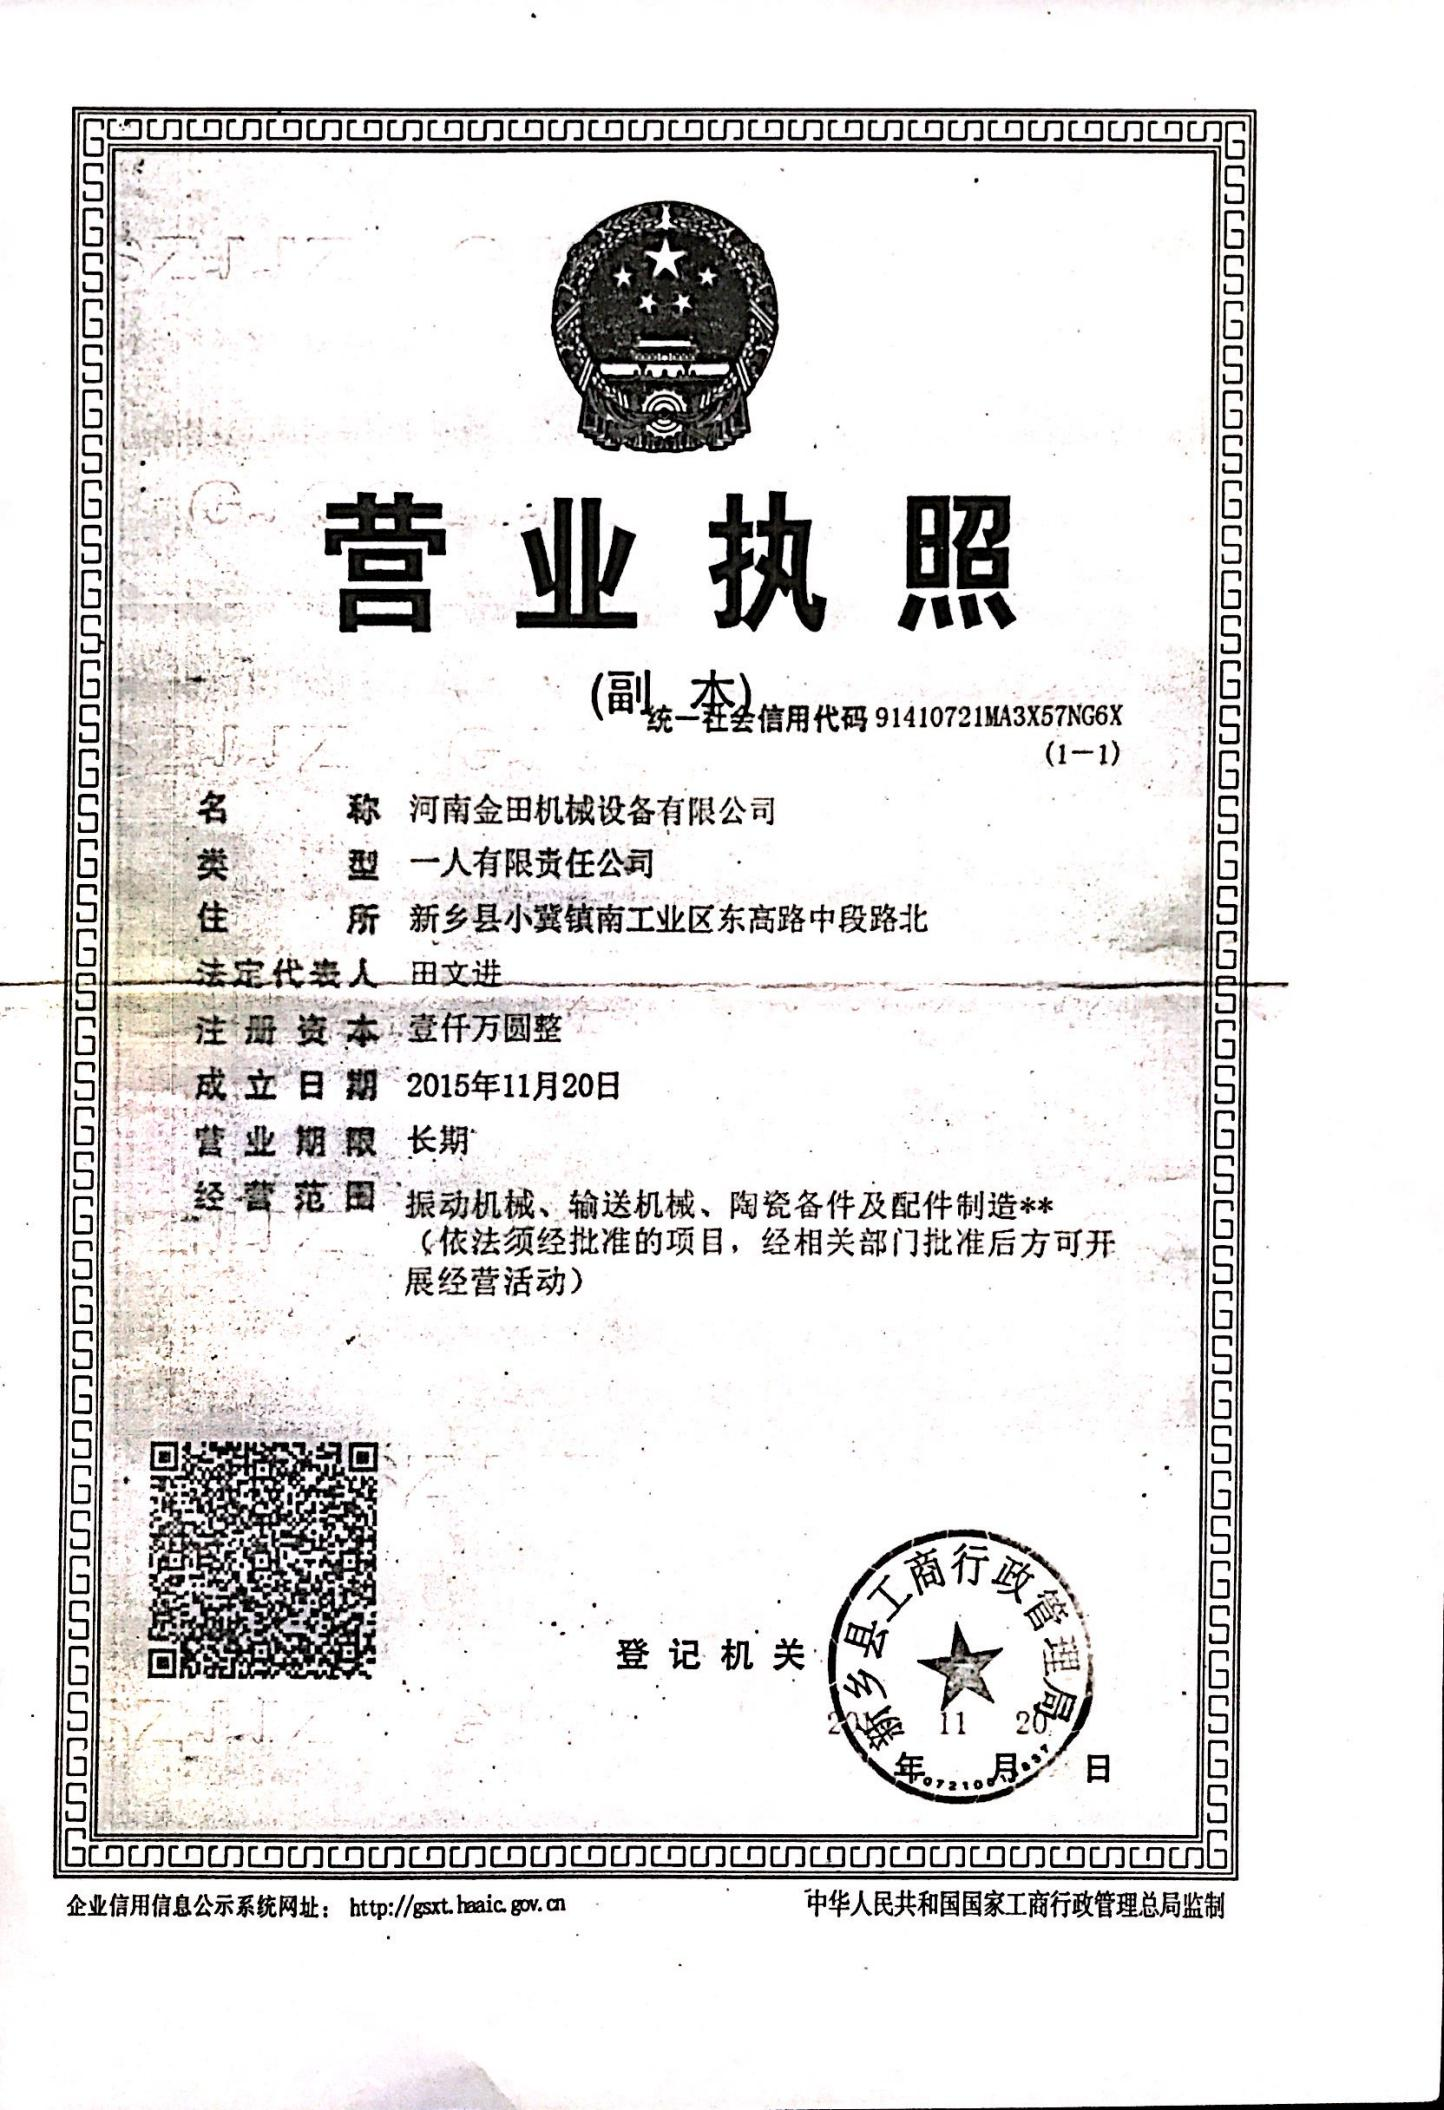 营业执照
(副 本)
统一社会信用代码 91410721MA3X57NG6X
(1-1)
名称 河南金田机械设备有限公司
类型 一人有限责任公司
住所 新乡县小冀镇南工业区东高路中段路北
法定代表人 田文进
注册资本 壹仟万圆整
成立日期 2015年11月20日
营业期限 长期
经营范围 振动机械、输送机械、陶瓷备件及配件制造**
(依法须经批准的项目，经相关部门批准后方可开
展经营活动)
登记机关
新乡县工商行政管理局
11 20
年 月 日
企业信用信息公示系统网址： http://gsxt.haaic.gov.cn
中华人民共和国国家工商行政管理总局监制